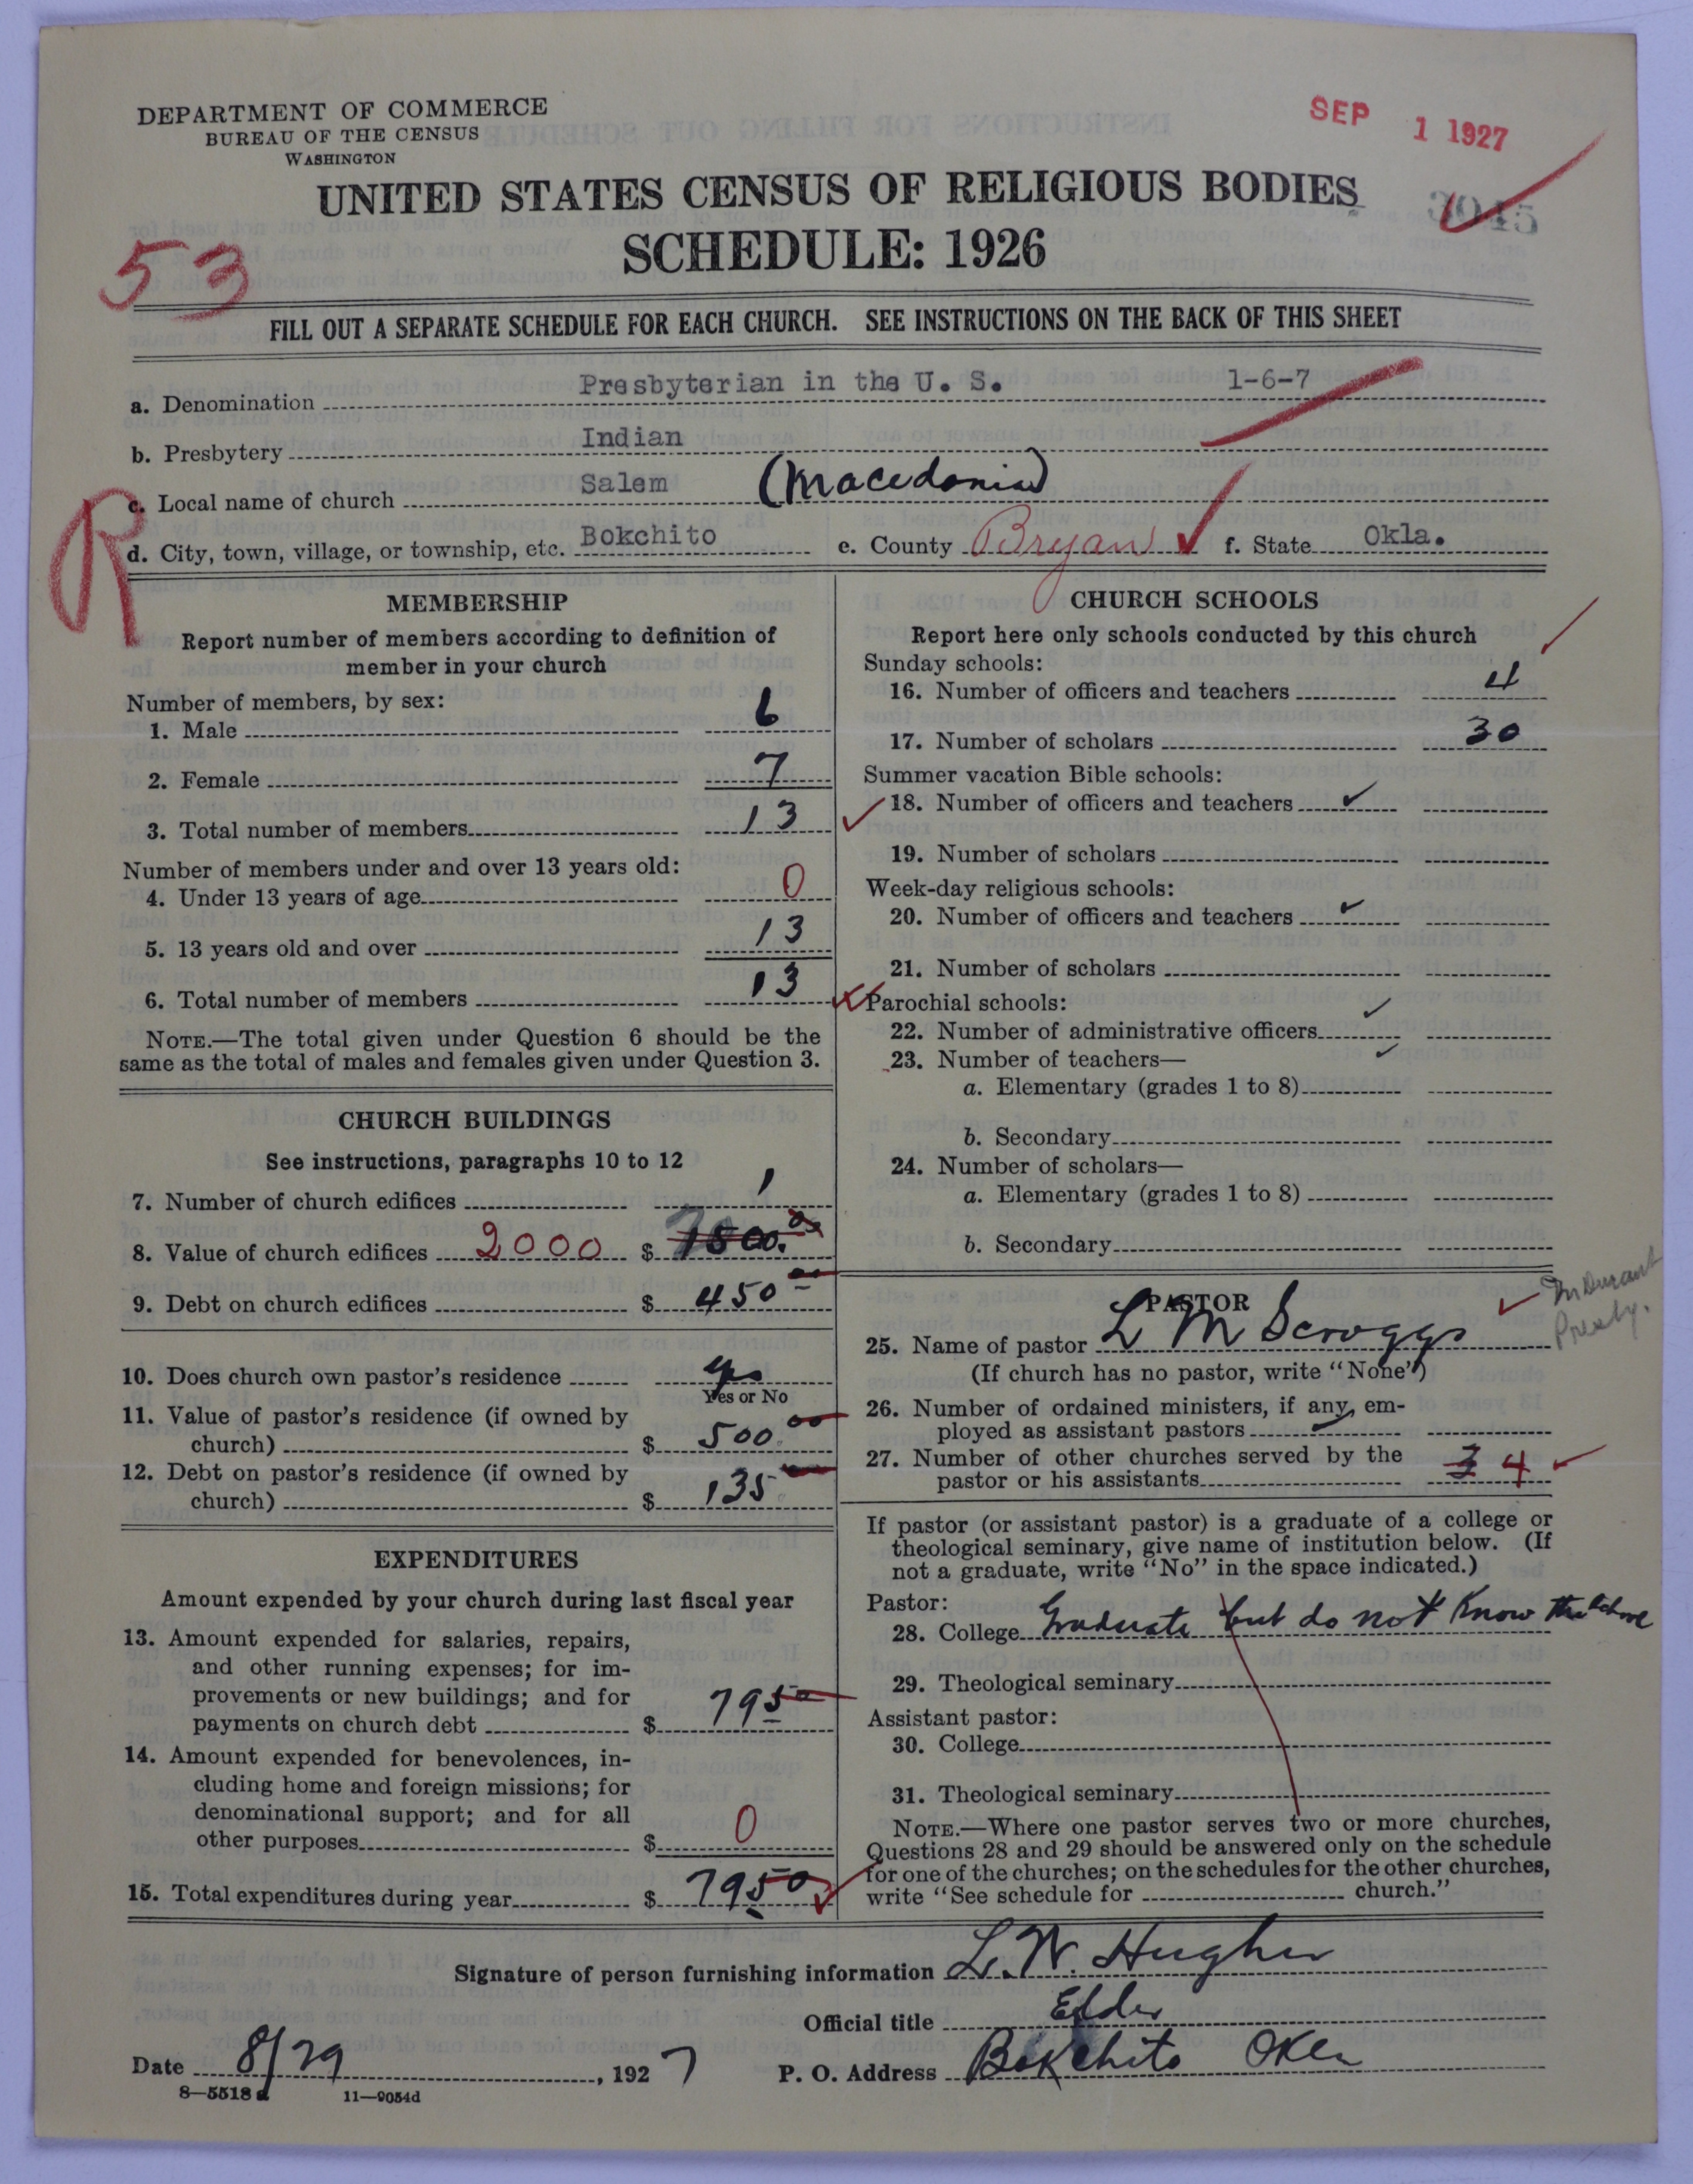 DEPARTMENT OF COMMERCE
BUREAU OF THE CENSUS
WASHINGTON
SEP 1 1927
UNITED STATES CENSUS OF RELIGIOUS BODIES
SCHEDULE: 1926
53
FILL OUT A SEPARATE SCHEDULE FOR EACH CHURCH. SEE INSTRUCTIONS ON THE BACK OF THIS SHEET
a. Denomination Presbyterian in the U. S. 1-6-7
b. Presbytery Indian
c. Local name of church Salem (Macedonia)
R
d. City, town, village, or township, etc. Bokchito e. County Bryan f. State Okla.
MEMBERSHIP
Report number of members according to definition of
member in your church
Number of members, by sex:
1. Male 6
2. Female 7
3. Total number of members 13
Number of members under and over 13 years old:
4. Under 13 years of age 0
5. 13 years old and over 13
6. Total number of members 13
NOTE.—The total given under Question 6 should be the
same as the total of males and females given under Question 3.
CHURCH BUILDINGS
See instructions, paragraphs 10 to 12
7. Number of church edifices 1
8. Value of church edifices 2000 $
9. Debt on church edifices $ 450 00
10. Does church own pastor's residence yes
Yes or No
11. Value of pastor's residence (if owned by
church) $ 500.00
12. Debt on pastor's residence (if owned by
church) $ 135
EXPENDITURES
Amount expended by your church during last fiscal year
13. Amount expended for salaries, repairs,
and other running expenses; for im-
provements or new buildings; and for
payments on church debt $ 79 50
14. Amount expended for benevolences, in-
cluding home and foreign missions; for
denominational support; and for all
other purposes $ 0
15. Total expenditures during year $ 79 50
CHURCH SCHOOLS
Report here only schools conducted by this church
Sunday schools:
16. Number of officers and teachers 4
17. Number of scholars 30
Summer vacation Bible schools:
18. Number of officers and teachers ✓
19. Number of scholars
Week-day religious schools:
20. Number of officers and teachers ✓
21. Number of scholars
Parochial schools:
22. Number of administrative officers ✓
23. Number of teachers— ✓
a. Elementary (grades 1 to 8)
b. Secondary
24. Number of scholars—
a. Elementary (grades 1 to 8)
b. Secondary
PASTOR
In Durant
Presby.
25. Name of pastor L M Scroggs
(If church has no pastor, write "None")
26. Number of ordained ministers, if any, em-
ployed as assistant pastors
27. Number of other churches served by the
pastor or his assistants 3 4
If pastor (or assistant pastor) is a graduate of a college or
theological seminary, give name of institution below. (If
not a graduate, write "No" in the space indicated.)
Pastor:
28. College Graduate but do not Know the
29. Theological seminary
Assistant pastor:
30. College
31. Theological seminary
NOTE.—Where one pastor serves two or more churches,
Questions 28 and 29 should be answered only on the schedule
for one of the churches; on the schedules for the other churches,
write "See schedule for church."
Signature of person furnishing information L. W. Hughes
Official title Elder
Date 8/29, 1927 P. O. Address Bokchito Okla
8—5518 a 11—9054d